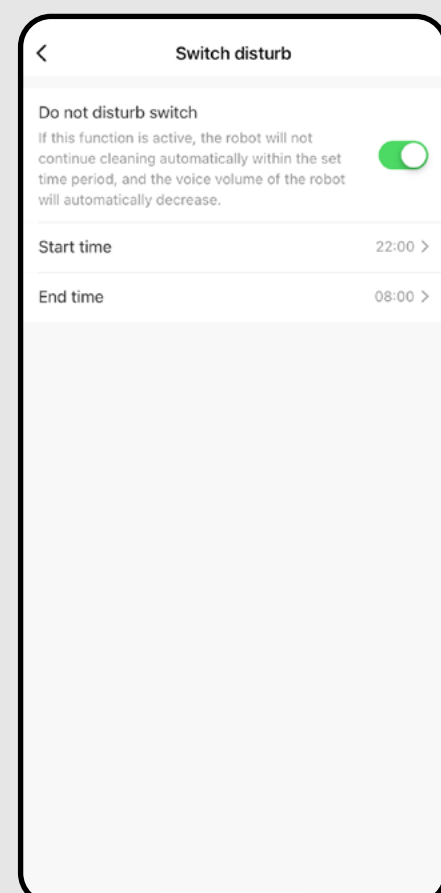 Switch disturb
Do not disturb switch
If this function is active, the robot will not
continue cleaning automatically within the set
time period, and the voice volume of the robot
will automatically decrease.
Start time 22:00 >
End time 08:00 >